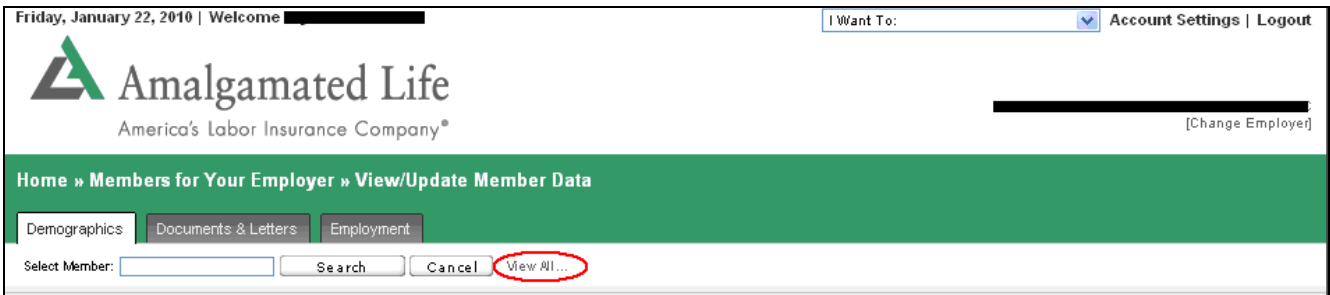 Friday, January 22, 2010 | Welcome
I Want To:
Account Settings | Logout
Amalgamated Life
America's Labor Insurance Company®
[Change Employer]
Home » Members for Your Employer » View/Update Member Data
Demographics
Documents & Letters
Employment
Select Member:
Search
Cancel
View All...